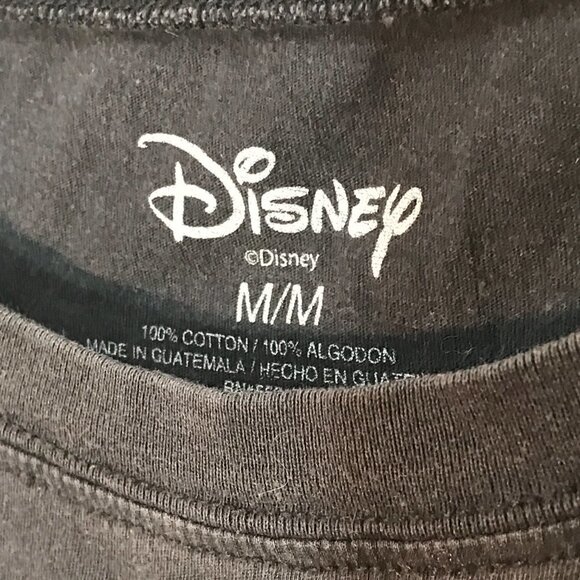 Disney
©Disney
M/M
100% COTTON / 100% ALGODON
MADE IN GUATEMALA / HECHO EN